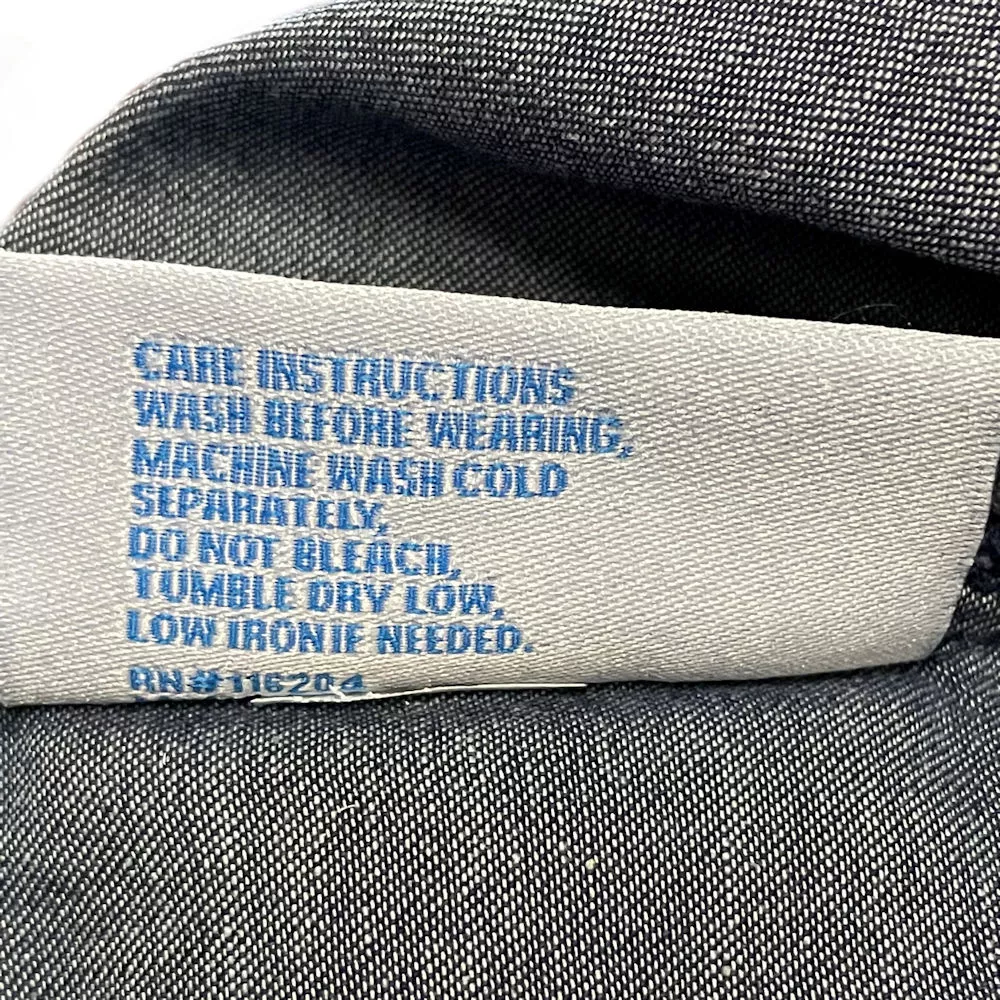 CARE INSTRUCTIONS
WASH BEFORE WEARING,
MACHINE WASH COLD
SEPARATELY,
DO NOT BLEACH,
TUMBLE DRY LOW,
LOW IRON IF NEEDED.
RN#116204